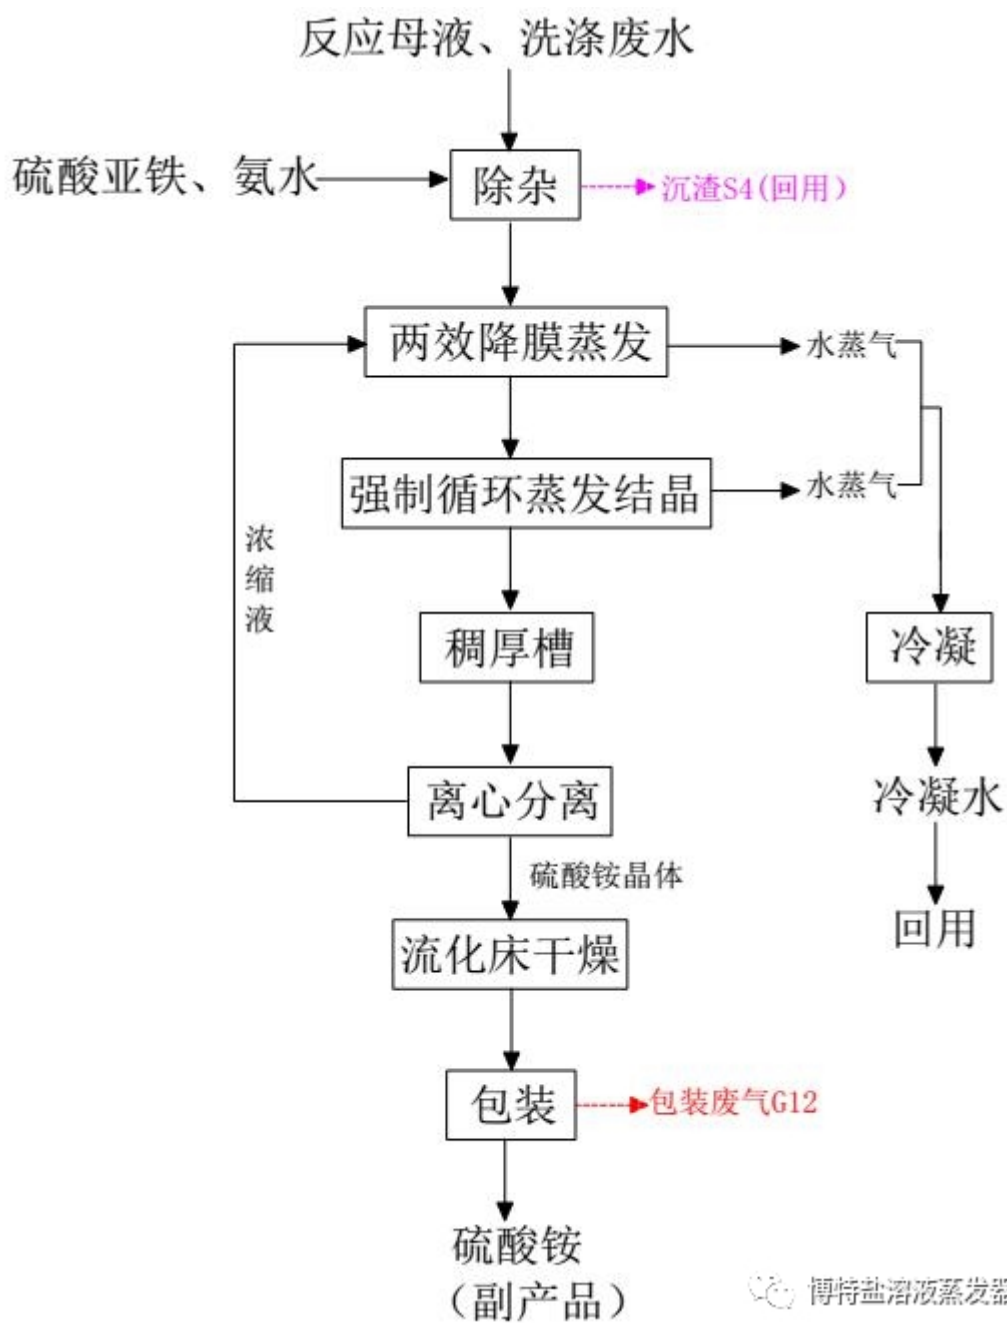 反应母液、洗涤废水
硫酸亚铁、氨水
除杂
沉渣S4(回用)
两效降膜蒸发
水蒸气
强制循环蒸发结晶
水蒸气
浓
缩
液
稠厚槽
冷凝
离心分离
冷凝水
硫酸铵晶体
流化床干燥
回用
包装
包装废气G12
硫酸铵
（副产品）
博特盐溶液蒸发器